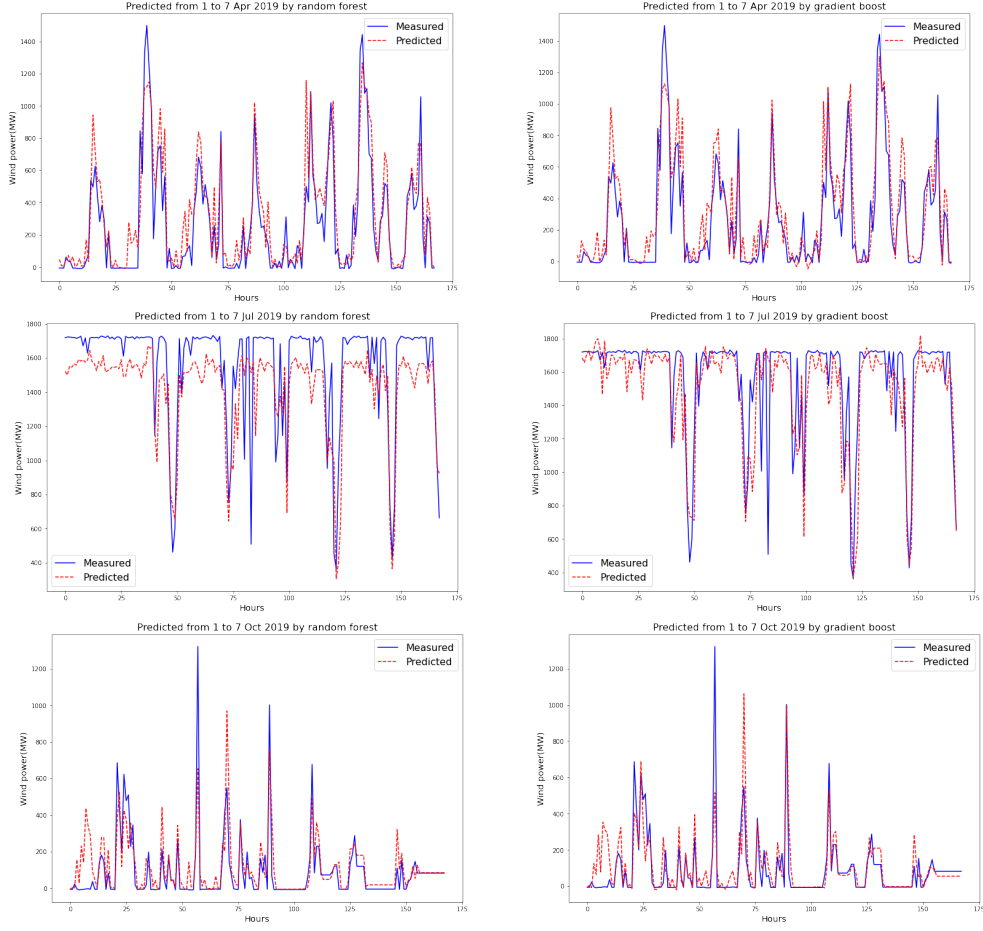 Predicted from 1 to 7 Apr 2019 by random forest
Measured
Predicted
Wind power(MW)
1400
1200
1000
800
600
400
200
0
0 25 50 75 100 125 150 175
Hours
Predicted from 1 to 7 Apr 2019 by gradient boost
Measured
Predicted
Wind power(MW)
1400
1200
1000
800
600
400
200
0
0 25 50 75 100 125 150 175
Hours
Predicted from 1 to 7 Jul 2019 by random forest
1800
1600
1400
1200
1000
800
600
400
Wind power(MW)
Measured
Predicted
0 25 50 75 100 125 150 175
Hours
Predicted from 1 to 7 Jul 2019 by gradient boost
1800
1600
1400
1200
1000
800
600
400
Wind power(MW)
Measured
Predicted
0 25 50 75 100 125 150 175
Hours
Predicted from 1 to 7 Oct 2019 by random forest
Measured
Predicted
Wind power(MW)
1200
1000
800
600
400
200
0
0 25 50 75 100 125 150 175
Hours
Predicted from 1 to 7 Oct 2019 by gradient boost
Measured
Predicted
Wind power(MW)
1200
1000
800
600
400
200
0
0 25 50 75 100 125 150 175
Hours